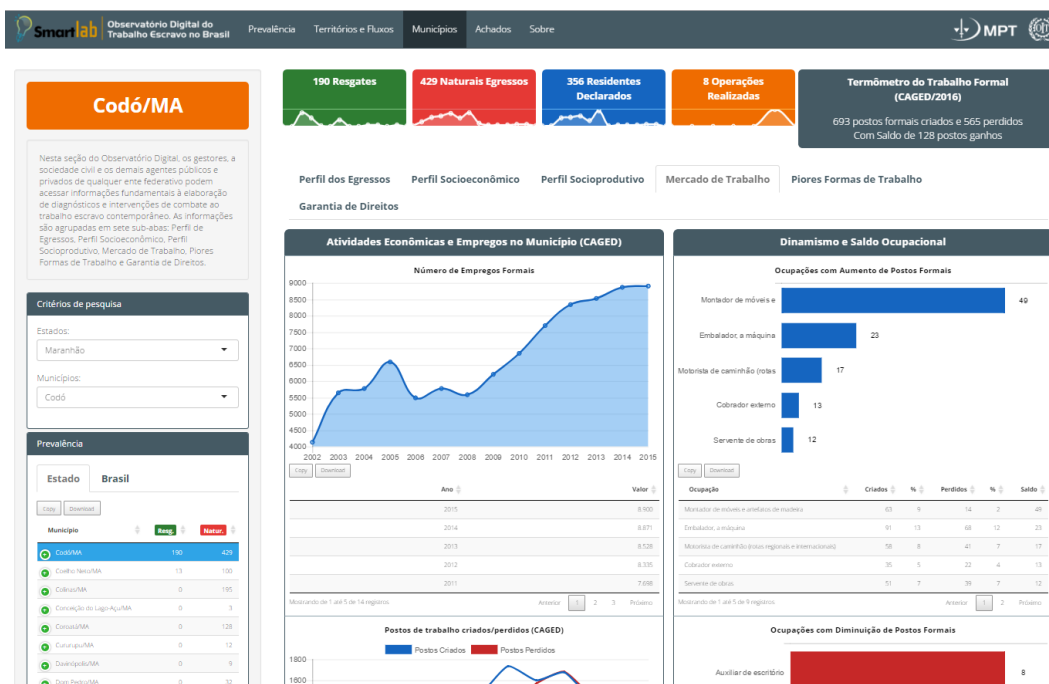 Smartlab Observatório Digital do
Trabalho Escravo no Brasil
Prevalência Territórios e Fluxos Municípios Achados Sobre
MPT
Codó/MA
Nesta seção do Observatório Digital, os gestores, a
sociedade civil e os demais agentes públicos e
privados de qualquer ente federativo podem
acessar informações fundamentais à elaboração
de diagnósticos e intervenções de combate ao
trabalho escravo contemporâneo. As informações
são agrupadas em sete sub-abas: Perfil de
Egressos, Perfil Socioeconômico, Perfil
Socioprodutivo, Mercado de Trabalho, Piores
Formas de Trabalho e Garantia de Direitos.
Critérios de pesquisa
Estados:
Maranhão
Municípios:
Codó
Prevalência
Estado Brasil
Copy Download
Município Resg. Natur.
Codó/MA 190 429
Coelho Neto/MA 13 100
Colinas/MA 0 195
Conceição do Lago-Açu/MA 0 3
Coroatá/MA 0 128
Cururupu/MA 0 12
Davinópolis/MA 0 9
Dom Pedro/MA 0 32
190 Resgates
429 Naturais Egressos
356 Residentes
Declarados
8 Operações
Realizadas
Termômetro do Trabalho Formal
(CAGED/2016)
693 postos formais criados e 565 perdidos
Com Saldo de 128 postos ganhos
Perfil dos Egressos Perfil Socioeconômico Perfil Socioprodutivo Mercado de Trabalho Piores Formas de Trabalho
Garantia de Direitos
Atividades Econômicas e Empregos no Município (CAGED)
Número de Empregos Formais
9000
8500
8000
7500
7000
6500
6000
5500
5000
4500
4000
2002 2003 2004 2005 2006 2007 2008 2009 2010 2011 2012 2013 2014 2015
Copy Download
Ano Valor
2015 8.900
2014 8.871
2013 8.528
2012 8.335
2011 7.698
Mostrando de 1 até 5 de 14 registros
Anterior 1 2 3 Próximo
Postos de trabalho criados/perdidos (CAGED)
Postos Criados Postos Perdidos
1800
1600
Dinamismo e Saldo Ocupacional
Ocupações com Aumento de Postos Formais
Montador de móveis e 49
Embalador, a máquina 23
Motorista de caminhão (rotas 17
Cobrador externo 13
Servente de obras 12
Copy Download
Ocupação Criados % Perdidos % Saldo
Montador de móveis e artefatos de madeira 63 9 14 2 49
Embalador, a máquina 91 13 68 12 23
Motorista de caminhão (rotas regionais e internacionais) 58 8 41 7 17
Cobrador externo 35 5 22 4 13
Servente de obras 51 7 39 7 12
Mostrando de 1 até 5 de 9 registros
Anterior 1 2 Próximo
Ocupações com Diminuição de Postos Formais
Auxiliar de escritório 8